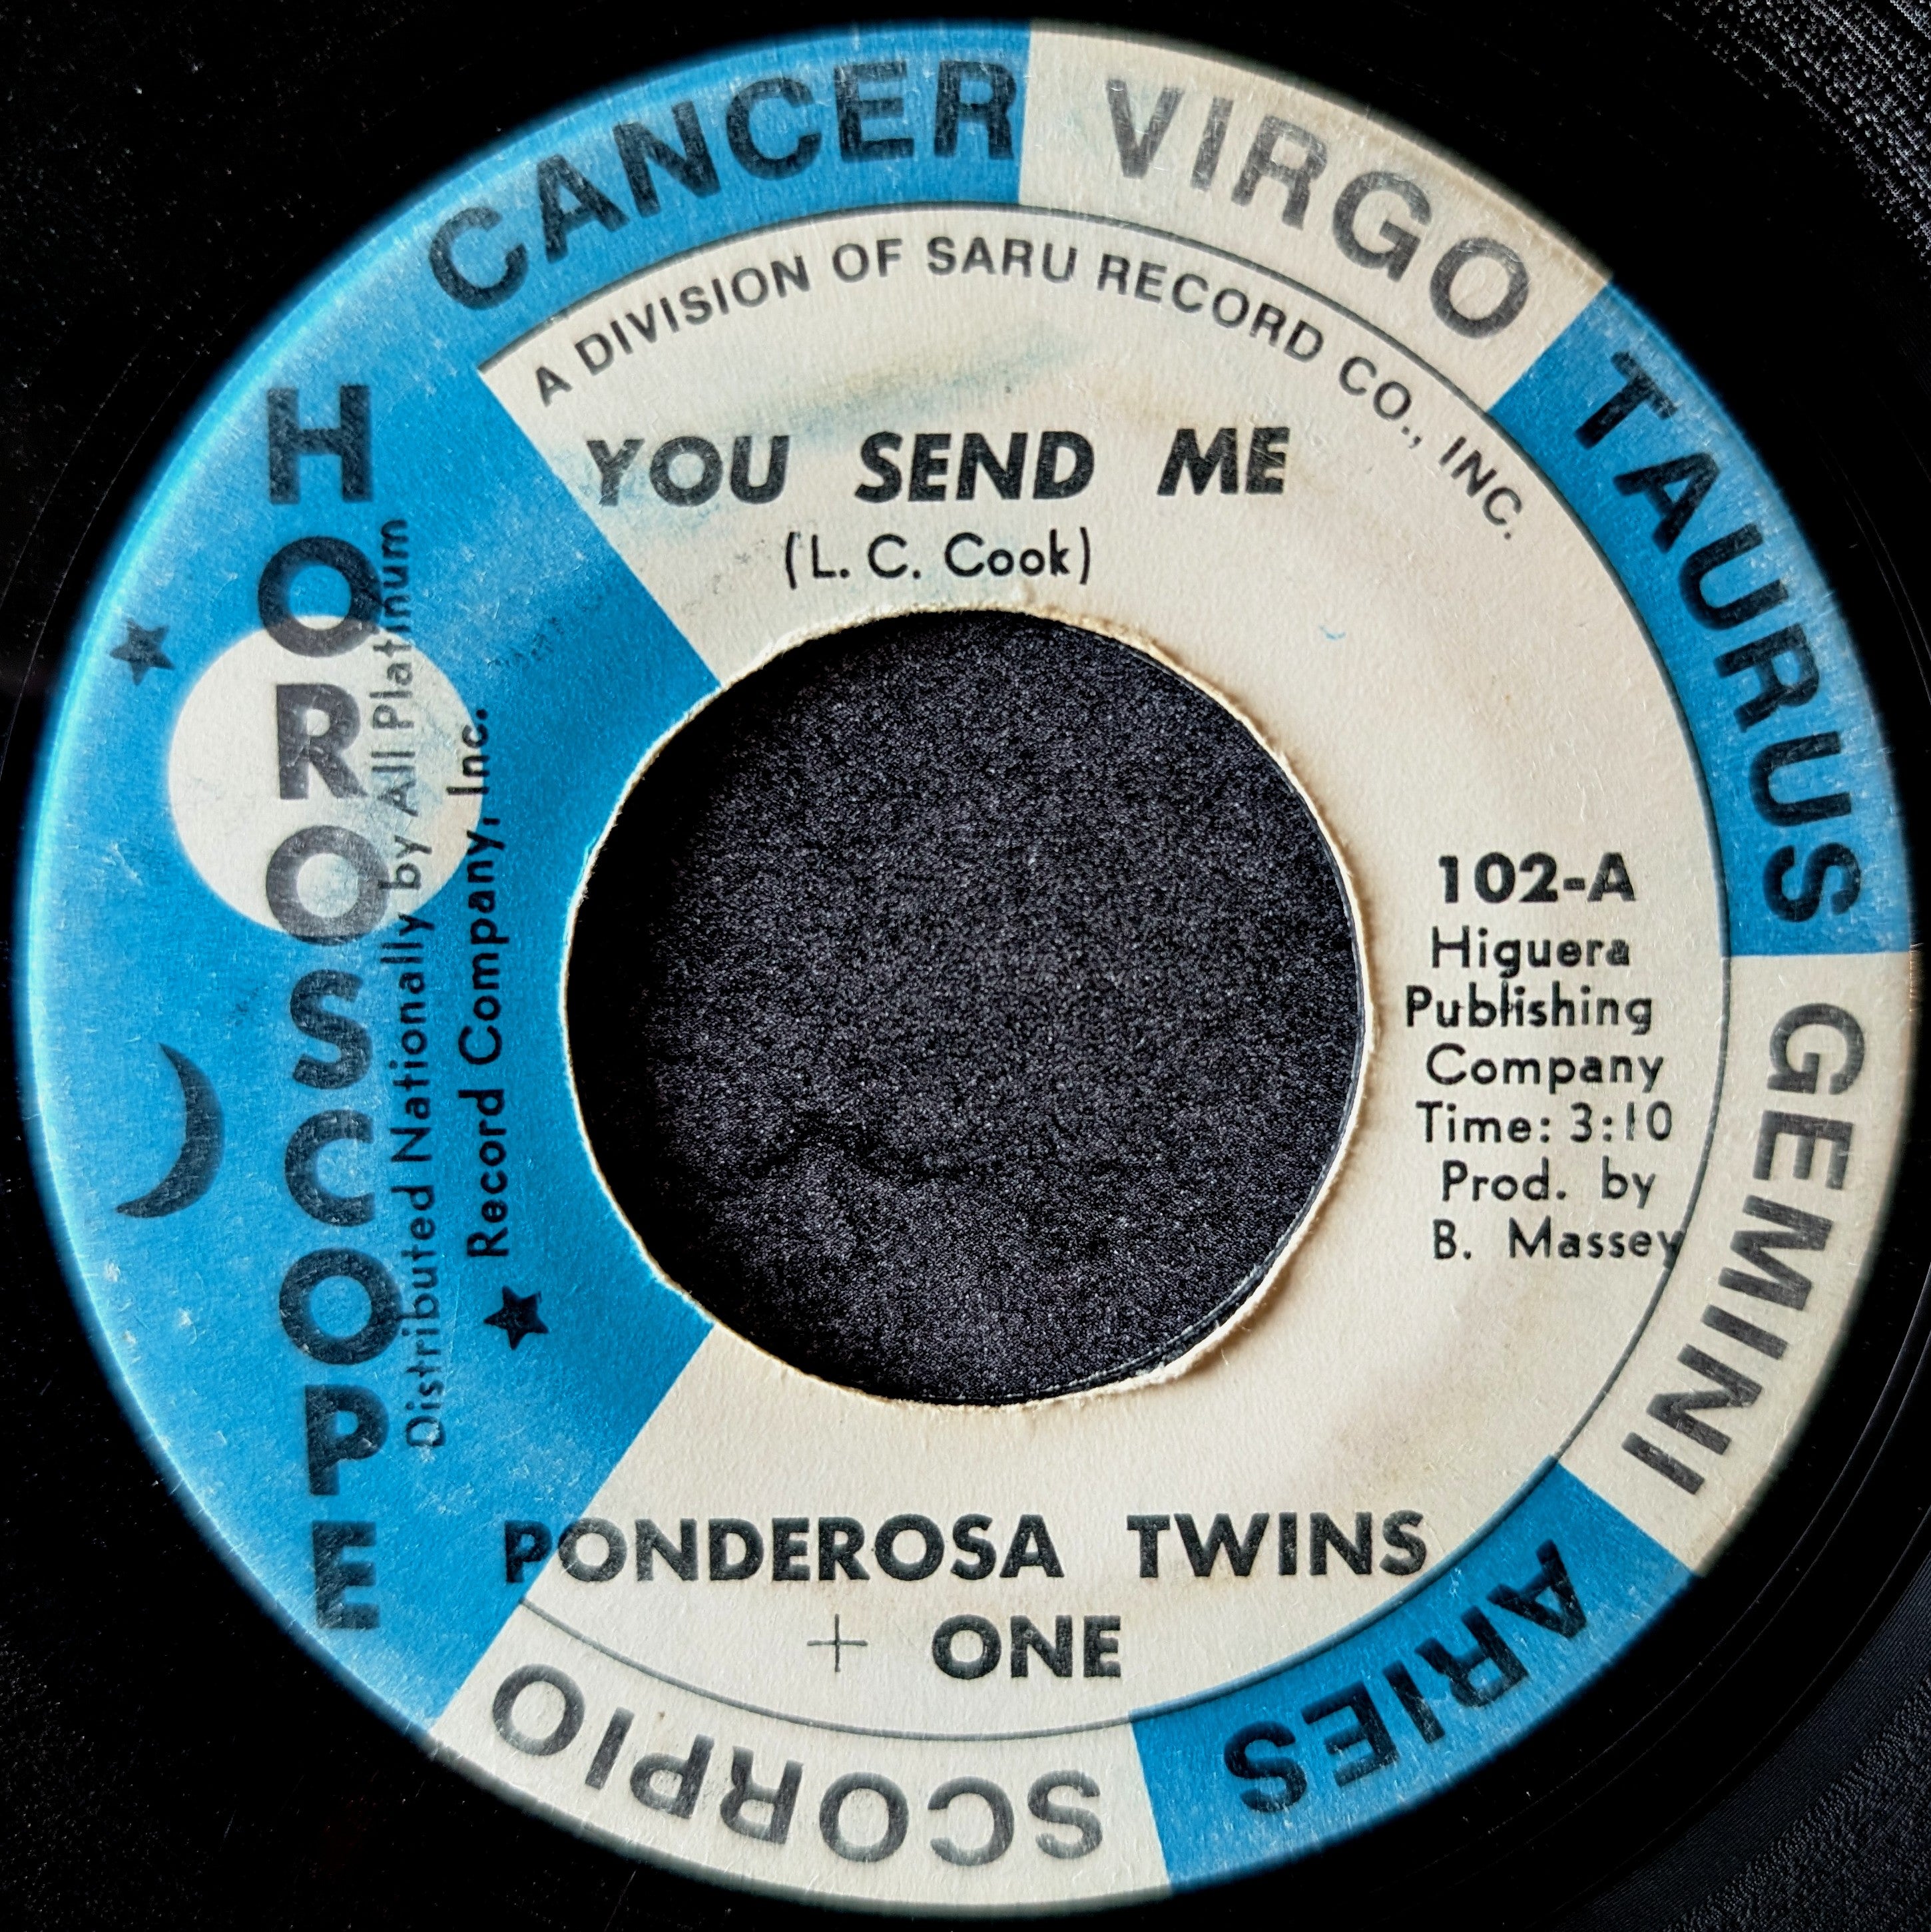 CANCER VIRGO TAURUS GEMINI ARIES SCORPIO
A DIVISION OF SARU RECORD CO., INC.
HOROSCOPE
Distributed Nationally by All Platinum
Record Company, Inc.
YOU SEND ME
(L. C. Cook)
102-A
Higuera
Publishing
Company
Time: 3:10
Prod. by
B. Massey
PONDEROSA TWINS
+ ONE